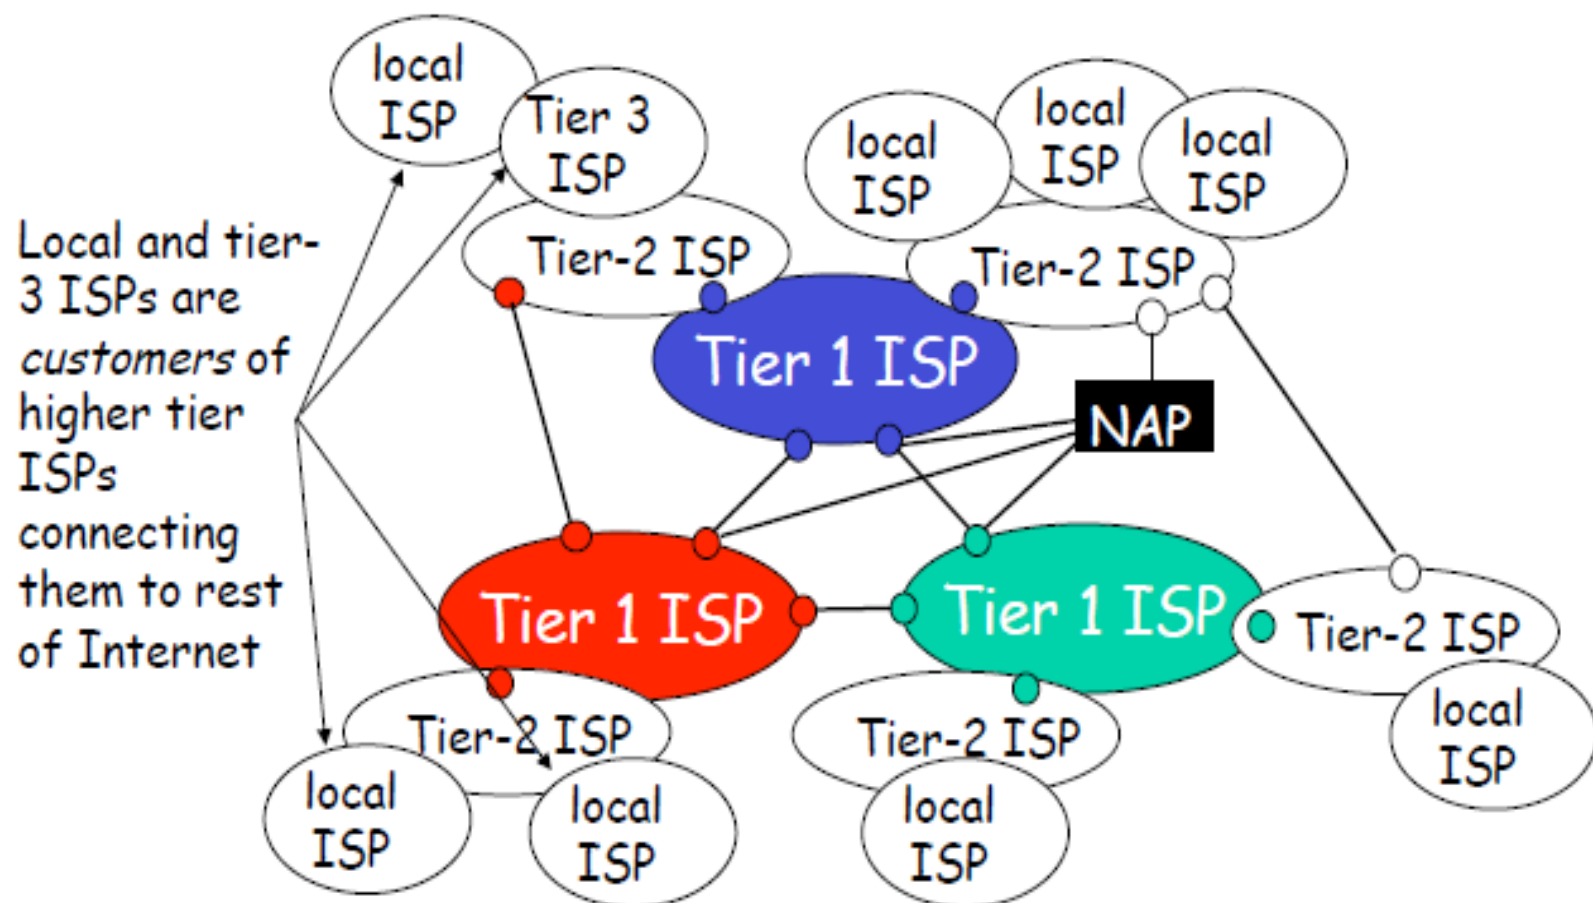 local
ISP
Tier 3
ISP
local
ISP
local
ISP
local
ISP
Local and tier-
3 ISPs are
customers of
higher tier
ISPs
connecting
them to rest
of Internet
Tier-2 ISP
Tier-2 ISP
Tier 1 ISP
NAP
Tier 1 ISP
Tier 1 ISP
Tier-2 ISP
Tier-2 ISP
Tier-2 ISP
local
ISP
local
ISP
local
ISP
local
ISP